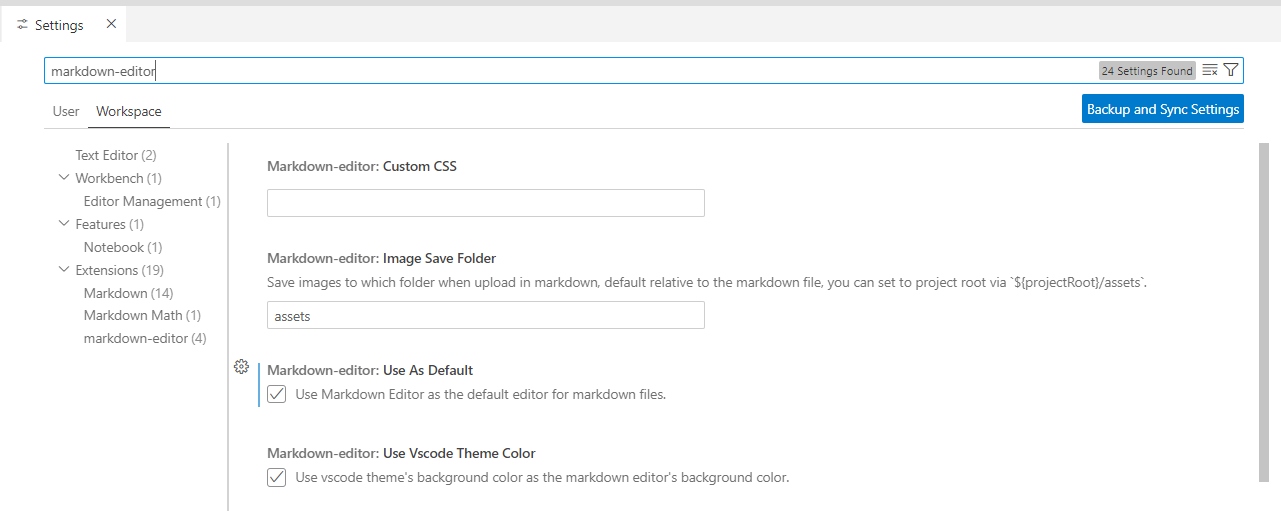 Settings
markdown-editor
24 Settings Found
User Workspace
Backup and Sync Settings
Text Editor (2)
Workbench (1)
Editor Management (1)
Features (1)
Notebook (1)
Extensions (19)
Markdown (14)
Markdown Math (1)
markdown-editor (4)
Markdown-editor: Custom CSS
Markdown-editor: Image Save Folder
Save images to which folder when upload in markdown, default relative to the markdown file, you can set to project root via `${projectRoot}/assets`.
assets
Markdown-editor: Use As Default
Use Markdown Editor as the default editor for markdown files.
Markdown-editor: Use Vscode Theme Color
Use vscode theme's background color as the markdown editor's background color.